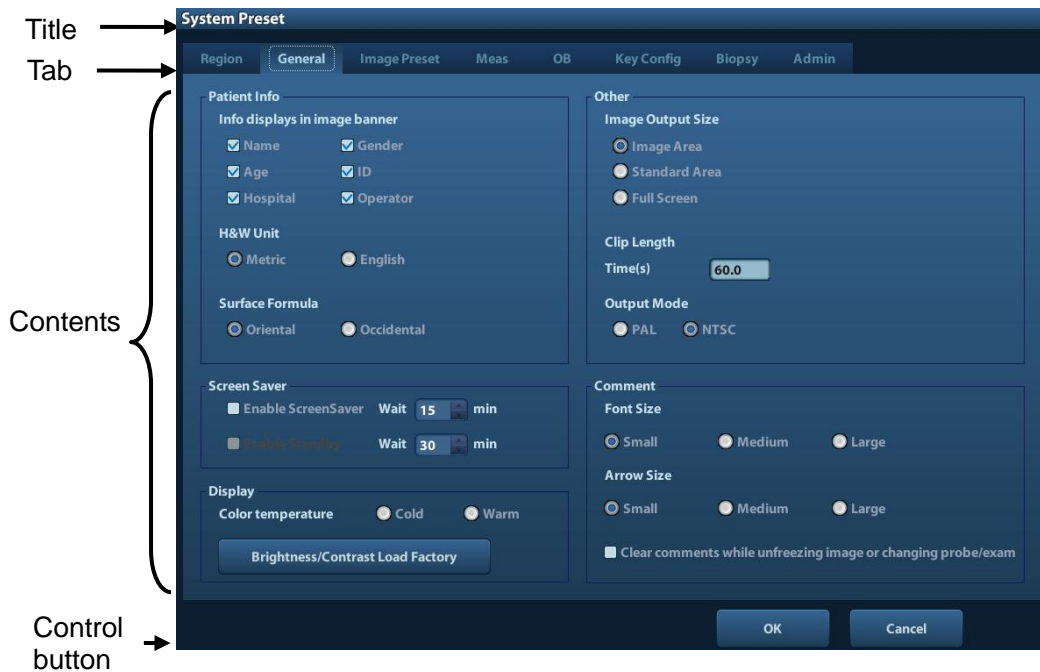 Title
System Preset
Tab
Region General Image Preset Meas OB Key Config Biopsy Admin
Contents
Patient Info
Info displays in image banner
Name Gender
Age ID
Hospital Operator
H&W Unit
Metric English
Surface Formula
Oriental Occidental
Screen Saver
Enable ScreenSaver Wait 15 min
Wait 30 min
Display
Color temperature Cold Warm
Brightness/Contrast Load Factory
Other
Image Output Size
Image Area
Standard Area
Full Screen
Clip Length
Time(s) 60.0
Output Mode
PAL NTSC
Comment
Font Size
Small Medium Large
Arrow Size
Small Medium Large
Clear comments while unfreezing image or changing probe/exam
Control
button
OK Cancel